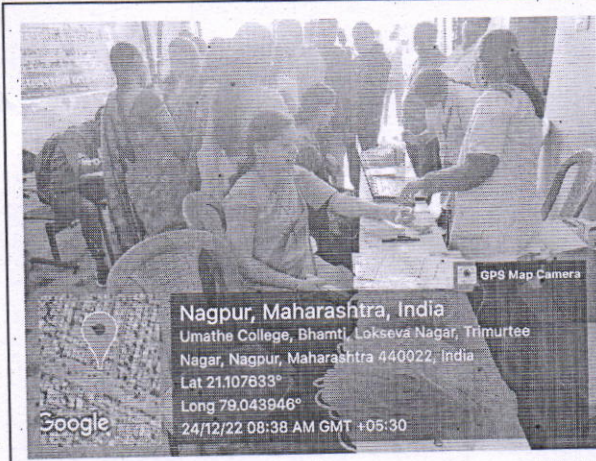 GPS Map Camera
Nagpur, Maharashtra, India
Umathe College, Bhamti, Lokseva Nagar, Trimurtee
Nagar, Nagpur, Maharashtra 440022, India
Lat 21.107633°
Long 79.043946°
24/12/22 08:38 AM GMT +05:30
Google